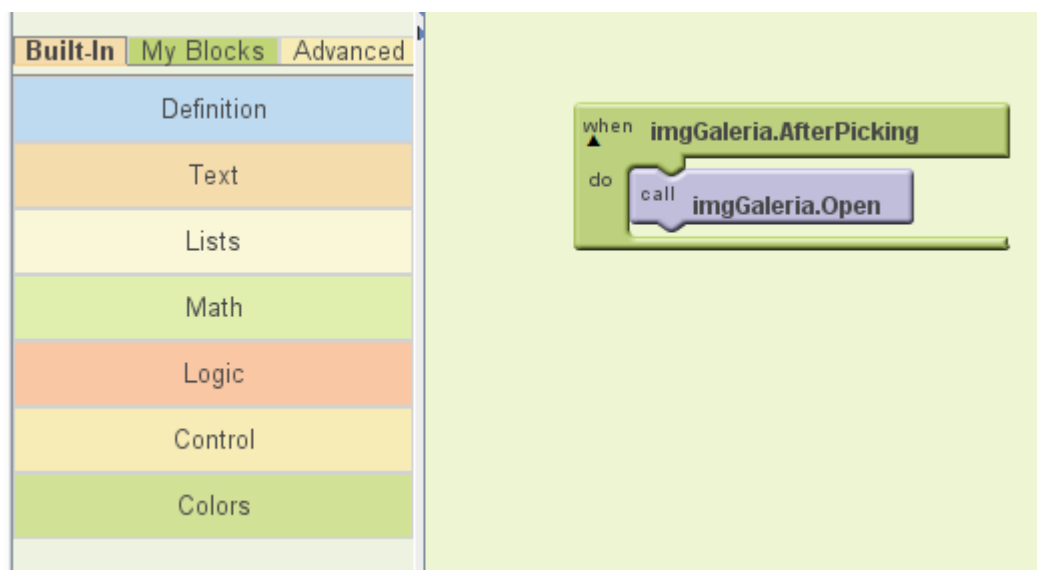 Built-In My Blocks Advanced
Definition
Text
Lists
Math
Logic
Control
Colors
when imgGaleria.AfterPicking
do call imgGaleria.Open